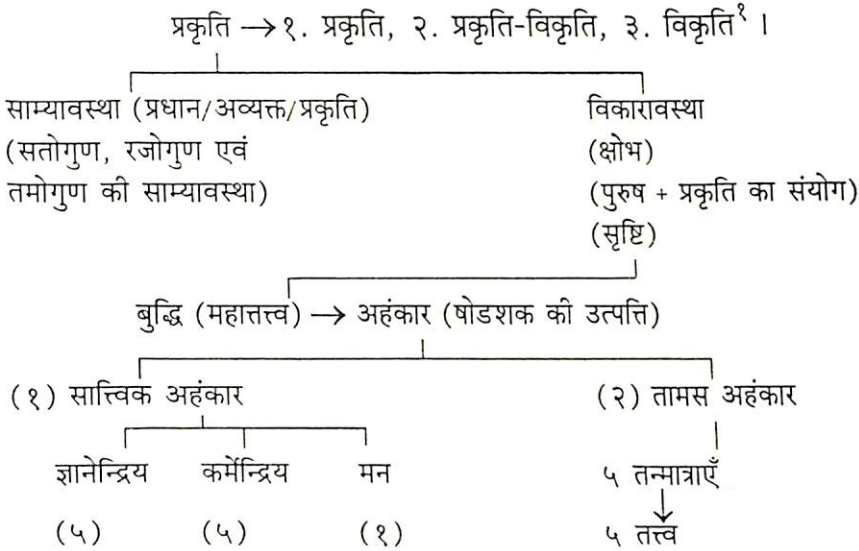 प्रकृति → १. प्रकृति, २. प्रकृति-विकृति, ३. विकृति१ ।
साम्यावस्था (प्रधान/अव्यक्त/प्रकृति)
(सतोगुण, रजोगुण एवं
तमोगुण की साम्यावस्था)
विकारावस्था
(क्षोभ)
(पुरुष + प्रकृति का संयोग)
(सृष्टि)
बुद्धि (महात्तत्त्व) → अहंकार (षोडशक की उत्पत्ति)
(१) सात्त्विक अहंकार
(२) तामस अहंकार
ज्ञानेन्द्रिय कर्मेन्द्रिय मन
(५) (५) (१)
५ तन्मात्राएँ
५ तत्त्व